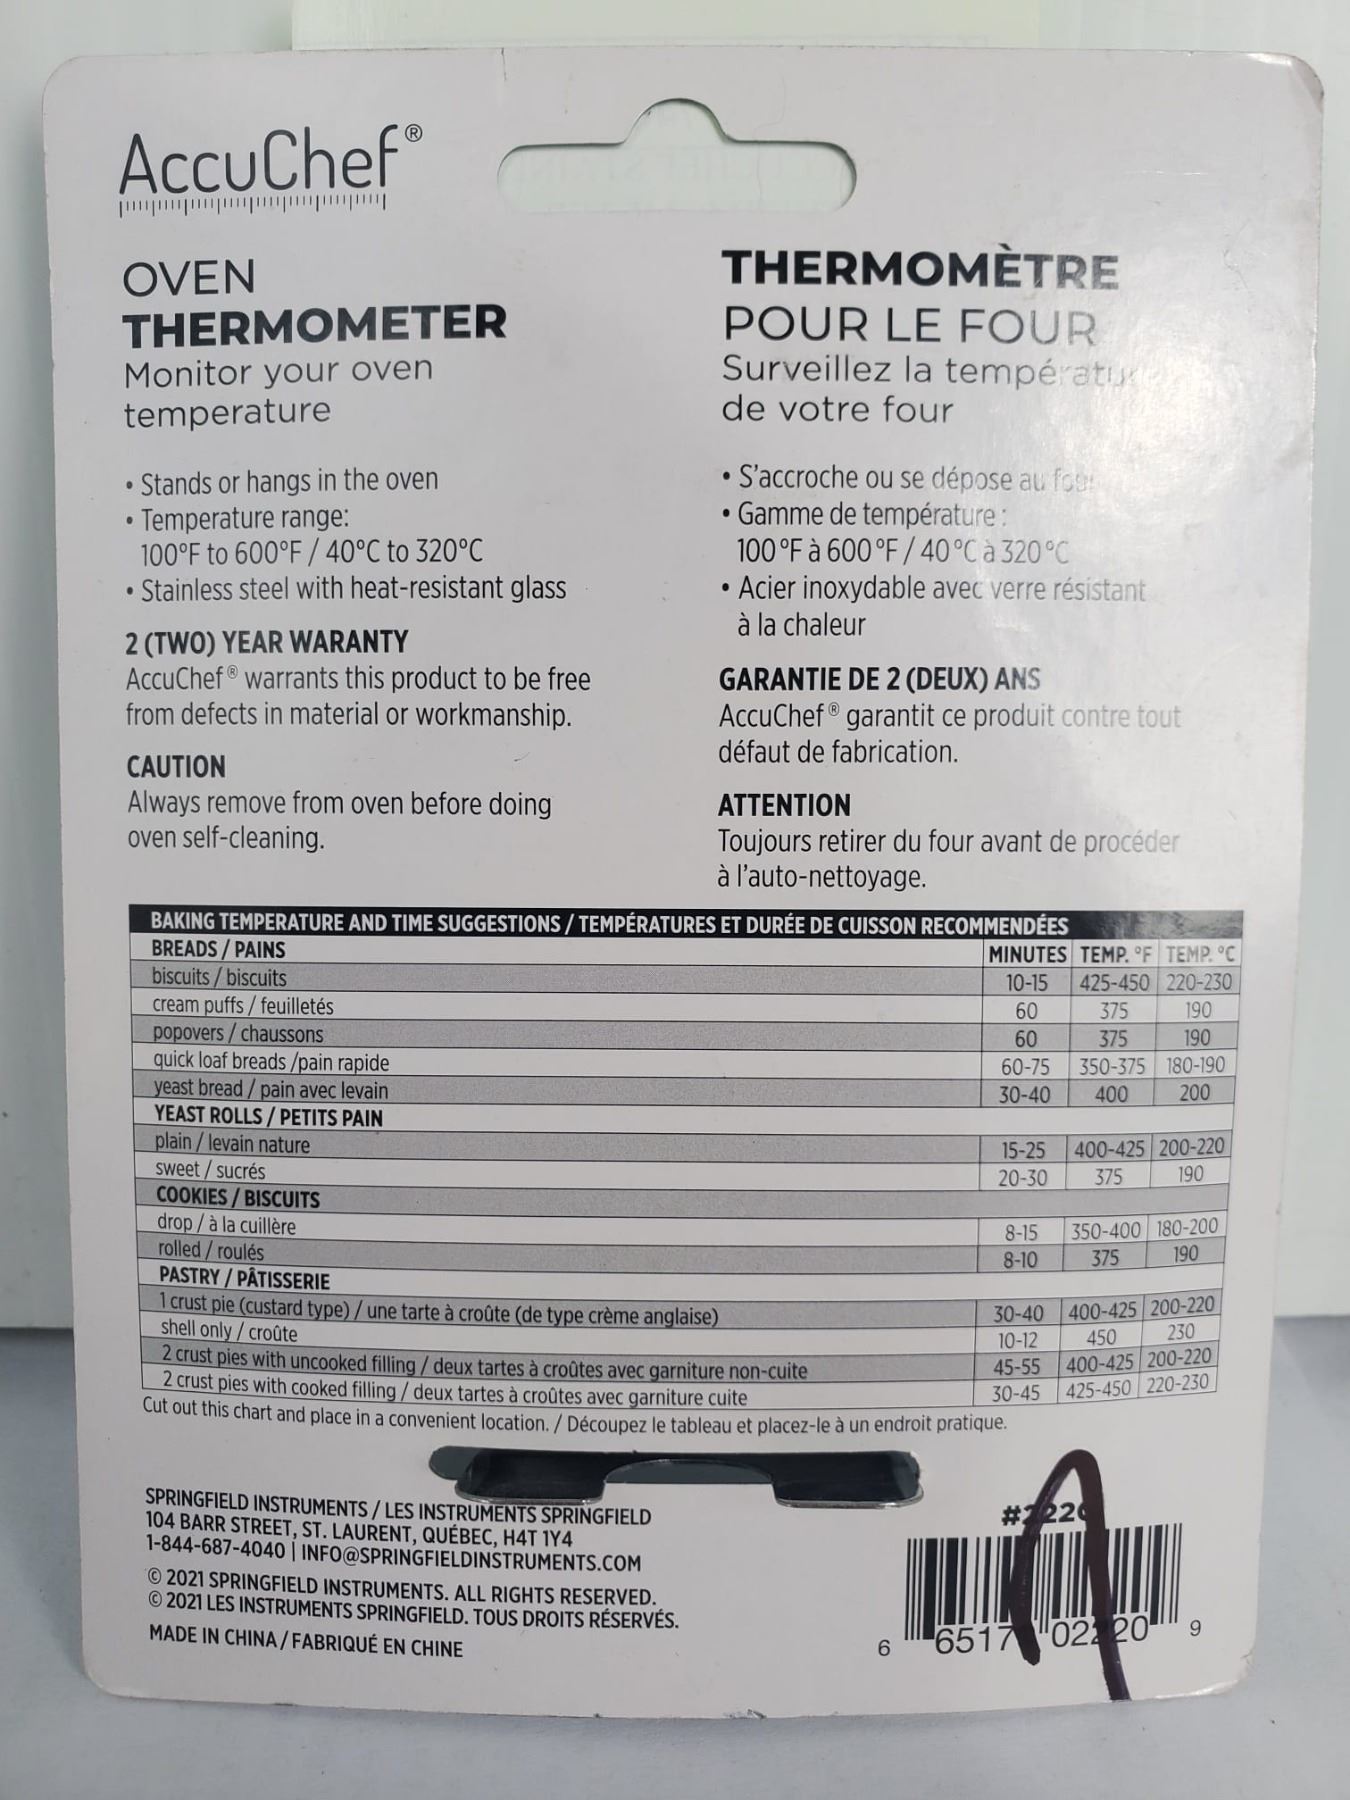 AccuChef®
OVEN
THERMOMETER
Monitor your oven
temperature
• Stands or hangs in the oven
• Temperature range:
100°F to 600°F / 40°C to 320°C
• Stainless steel with heat-resistant glass
2 (TWO) YEAR WARANTY
AccuChef® warrants this product to be free
from defects in material or workmanship.
CAUTION
Always remove from oven before doing
oven self-cleaning.
THERMOMÈTRE
POUR LE FOUR
Surveillez la température
de votre four
• S'accroche ou se dépose au four
• Gamme de température :
100°F à 600°F / 40°C à 320°C
• Acier inoxydable avec verre résistant
à la chaleur
GARANTIE DE 2 (DEUX) ANS
AccuChef® garantit ce produit contre tout
défaut de fabrication.
ATTENTION
Toujours retirer du four avant de procéder
à l'auto-nettoyage.
BAKING TEMPERATURE AND TIME SUGGESTIONS / TEMPÉRATURES ET DURÉE DE CUISSON RECOMMENDÉES
BREADS / PAINS MINUTES TEMP. °F TEMP. °C
biscuits / biscuits 10-15 425-450 220-230
cream puffs / feuilletés 60 375 190
popovers / chaussons 60 375 190
quick loaf breads /pain rapide 60-75 350-375 180-190
yeast bread / pain avec levain 30-40 400 200
YEAST ROLLS / PETITS PAIN
plain / levain nature 15-25 400-425 200-220
sweet / sucrés 20-30 375 190
COOKIES / BISCUITS
drop / à la cuillère 8-15 350-400 180-200
rolled / roulés 8-10 375 190
PASTRY / PÂTISSERIE
1 crust pie (custard type) / une tarte à croûte (de type crème anglaise) 30-40 400-425 200-220
shell only / croûte 10-12 450 230
2 crust pies with uncooked filling / deux tartes à croûtes avec garniture non-cuite 45-55 400-425 200-220
2 crust pies with cooked filling / deux tartes à croûtes avec garniture cuite 30-45 425-450 220-230
Cut out this chart and place in a convenient location. / Découpez le tableau et placez-le à un endroit pratique.
SPRINGFIELD INSTRUMENTS / LES INSTRUMENTS SPRINGFIELD
104 BARR STREET, ST. LAURENT, QUÉBEC, H4T 1Y4
1-844-687-4040 | INFO@SPRINGFIELDINSTRUMENTS.COM
© 2021 SPRINGFIELD INSTRUMENTS. ALL RIGHTS RESERVED.
© 2021 LES INSTRUMENTS SPRINGFIELD. TOUS DROITS RÉSERVÉS.
MADE IN CHINA / FABRIQUÉ EN CHINE
#2220
6 02220 9